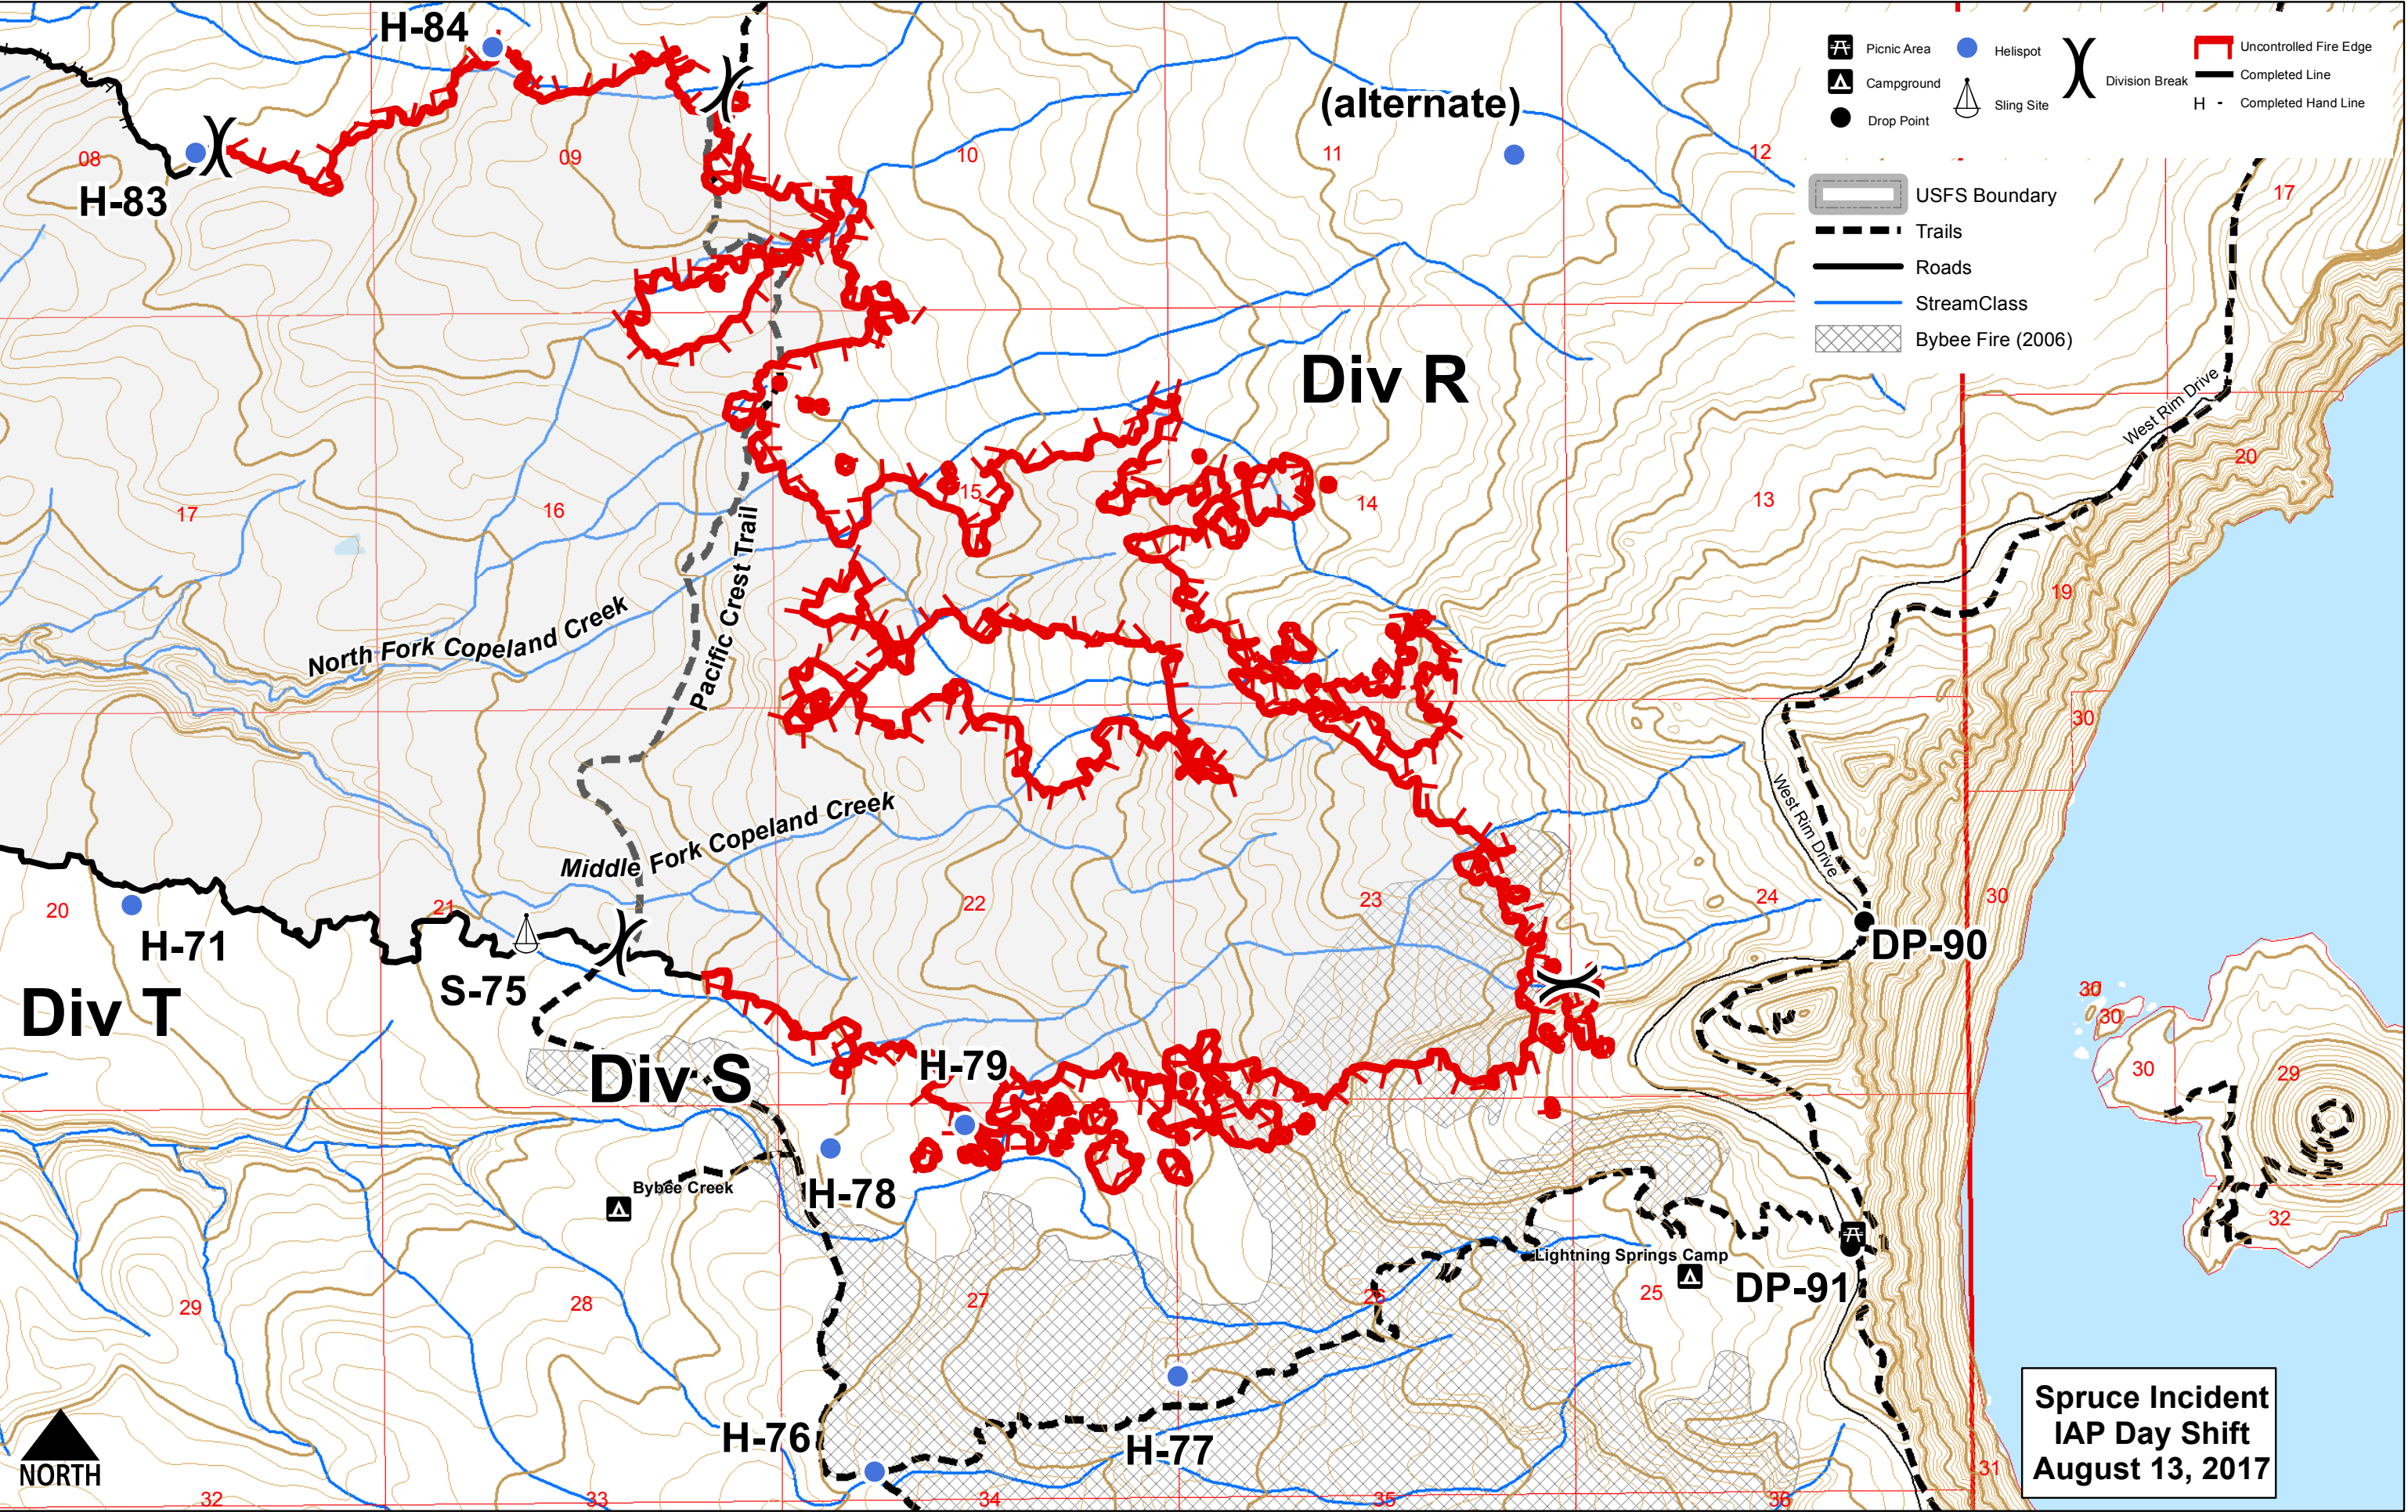 H-84
(alternate)
Picnic Area
Helispot
Division Break
Uncontrolled Fire Edge
Campground
Completed Line
Drop Point
Sling Site
H - Completed Hand Line
08
H-83
09
10
11
12
17
USFS Boundary
Trails
Roads
StreamClass
Bybee Fire (2006)
Div R
West Rim Drive
20
17
16
15
14
13
19
Pacific Crest Trail
North Fork Copeland Creek
30
West Rim Drive
Middle Fork Copeland Creek
20
21
22
23
24
30
H-71
S-75
DP-90
Div T
30
30
30
29
Div S
H-79
Bybee Creek
H-78
32
Lightning Springs Camp
DP-91
29
28
27
26
25
H-76
H-77
NORTH
32
33
34
35
36
31
Spruce Incident
IAP Day Shift
August 13, 2017